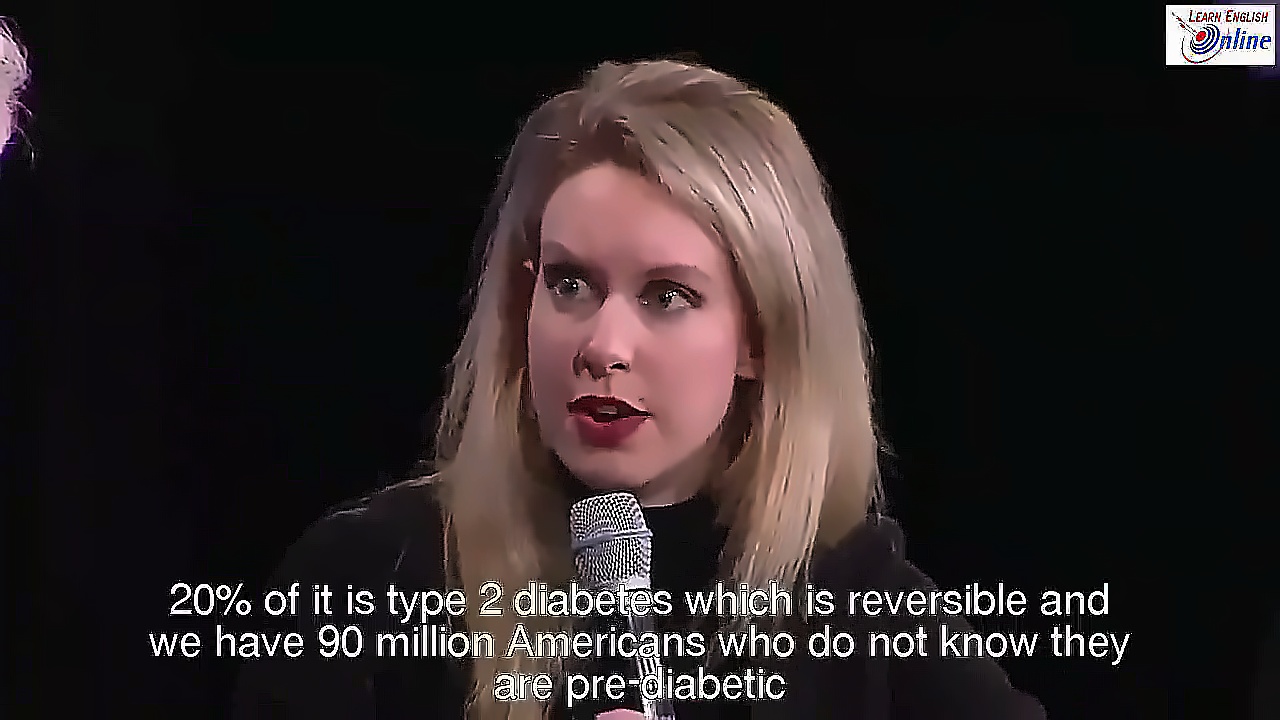 LEARN ENGLISH
Online
20% of it is type 2 diabetes which is reversible and
we have 90 million Americans who do not know they
are pre-diabetic